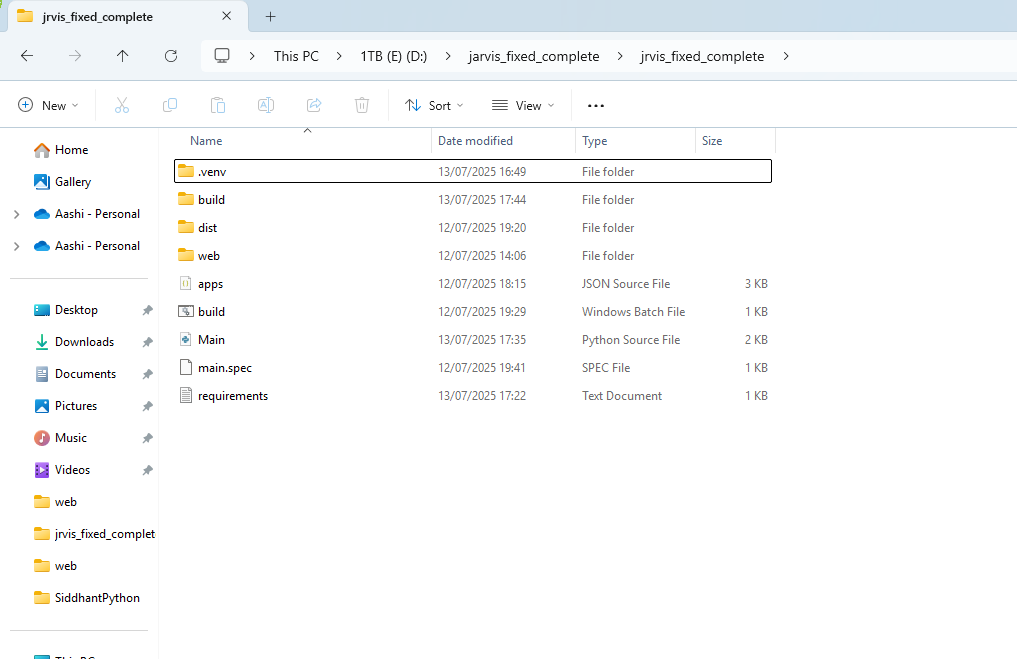 jrvis_fixed_complete
This PC > 1TB (E) (D:) > jarvis_fixed_complete > jrvis_fixed_complete >
New Sort View
Name Date modified Type Size
Home
Gallery
Aashi - Personal
Aashi - Personal
Desktop
Downloads
Documents
Pictures
Music
Videos
web
jrvis_fixed_complet
web
SiddhantPython
This PC
.venv 13/07/2025 16:49 File folder
build 13/07/2025 17:44 File folder
dist 12/07/2025 19:20 File folder
web 12/07/2025 14:06 File folder
apps 12/07/2025 18:15 JSON Source File 3 KB
build 12/07/2025 19:29 Windows Batch File 1 KB
Main 13/07/2025 17:35 Python Source File 2 KB
main.spec 12/07/2025 19:41 SPEC File 1 KB
requirements 13/07/2025 17:22 Text Document 1 KB